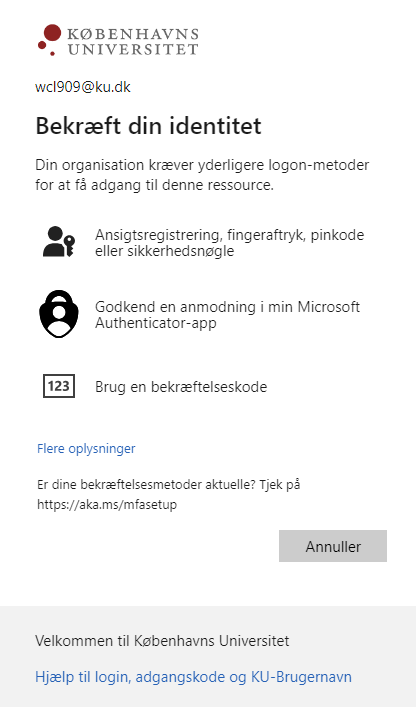 KØBENHAVNS
UNIVERSITET
wcl909@ku.dk
Bekræft din identitet
Din organisation kræver yderligere logon-metoder
for at få adgang til denne ressource.
Ansigtsregistrering, fingeraftryk, pinkode
eller sikkerhedsnøgle
Godkend en anmodning i min Microsoft
Authenticator-app
123
Brug en bekræftelseskode
Flere oplysninger
Er dine bekræftelsesmetoder aktuelle? Tjek på
https://aka.ms/mfasetup
Annuller
Velkommen til Københavns Universitet
Hjælp til login, adgangskode og KU-Brugernavn